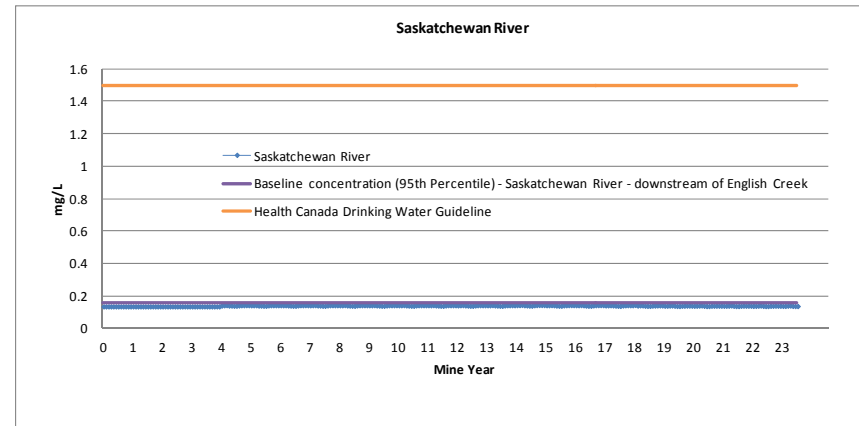 Saskatchewan River
1.6
1.4
1.2
1
0.8
0.6
0.4
0.2
0
mg/L
Saskatchewan River
Baseline concentration (95th Percentile) - Saskatchewan River - downstream of English Creek
Health Canada Drinking Water Guideline
0 1 2 3 4 5 6 7 8 9 10 11 12 13 14 15 16 17 18 19 20 21 22 23
Mine Year